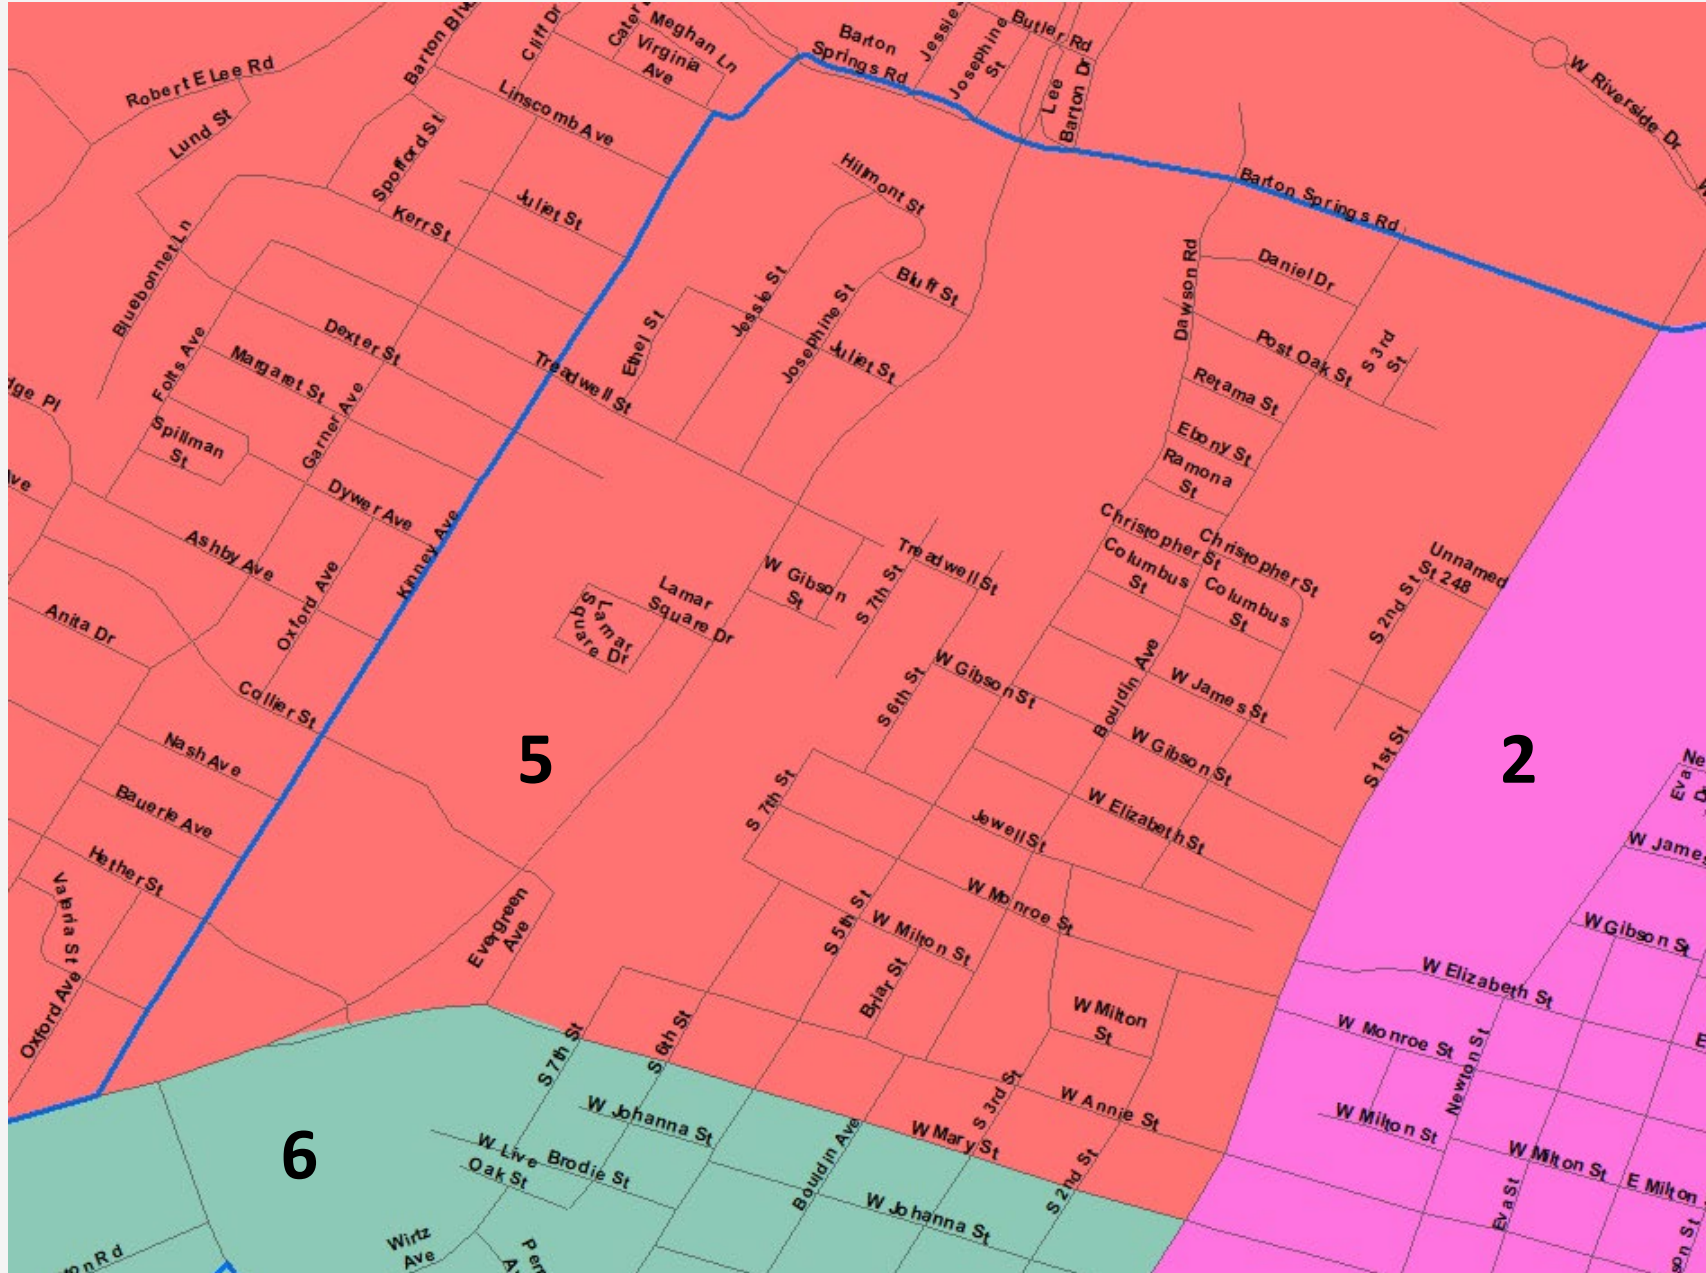 Meghan Ln
Virginia
Ave
Cliff Dr
Butler Rd
Barton
Springs Rd
Josephine
St
Lee
Barton Dr
W Riverside Dr
Robert E Lee Rd
Lund St
Linscomb Ave
Spofford St
Juliet St
Kerr St
Hillmont St
Barton Springs Rd
Bluebonnet Ln
Daniel Dr
Dawson Rd
Bluff St
Jessie St
Josephine St
Ethel St
Juliet St
Post Oak St
S 3rd
St
Retama St
Dexter St
Folts Ave
Margaret St
Garner Ave
Treadwell St
Spillman
St
Ebony St
Ramona
St
Dywer Ave
Kinney Ave
Ashby Ave
Oxford Ave
Christopher St
Christopher St
Columbus
St
Columbus
St
Unnamed
St 248
S 2nd St
Treadwell St
S 7th St
W Gibson
St
Lamar
Square Dr
Lamar
Square Dr
Anita Dr
Collier St
W Gibson St
S 6th St
Bouldin Ave
W James St
W Gibson St
S 1st St
Nash Ave
5
2
Bauerle Ave
S 7th St
Jewell St
W Elizabeth St
W James
Hether St
Valeria St
Evergreen
Ave
S 5th St
W Monroe St
W Milton St
W Gibson St
W Elizabeth St
Briar St
W Milton
St
W Monroe St
Newton St
Oxford Ave
S 7th St
S 6th St
S 3rd St
W Annie St
W Milton St
W Johanna St
W Mary St
W Milton St
E Milton
6
W Live
Oak St
Brodie St
Bouldin Ave
S 2nd St
Eva St
W Johanna St
Wirtz
Ave